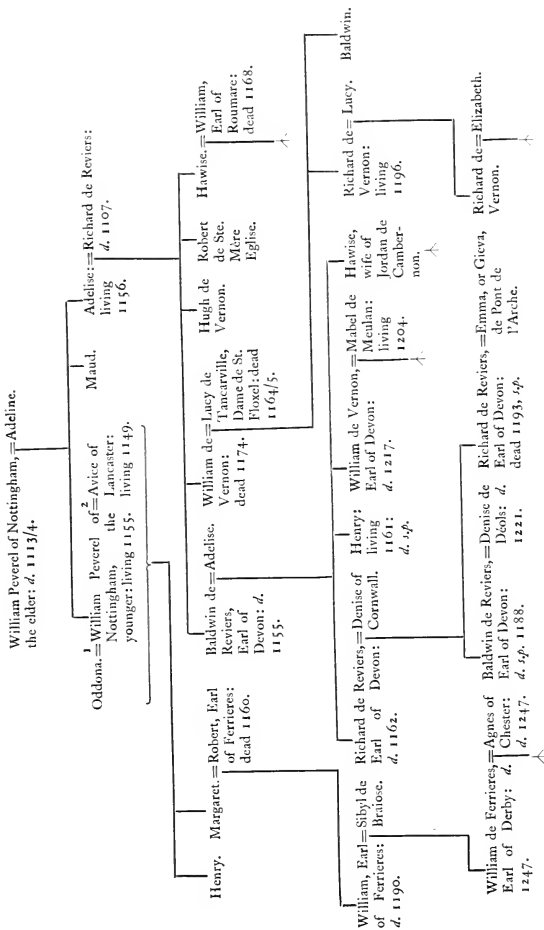 William Peverel of Nottingham,=Adeline.
the elder: d. 1113/4.
Oddona.=¹William Peverel of²=Avice of
Nottingham, the Lancaster:
younger: living 1155. living 1149.
Maud.
Adelise:=Richard de Reviers:
living d. 1107.
1156.
Henry.
Margaret.=Robert, Earl
of Ferrieres:
dead 1160.
Baldwin de=Adelise.
Reviers,
Earl of
Devon: d.
1155.
William de=Lucy de
Vernon: Tancarville,
dead 1174. Dame de St.
Floxel: dead
1164/5.
Hugh de
Vernon.
Robert
de Ste.
Mère
Eglise.
Hawise.=William,
Earl of
Roumare:
dead 1168.
William, Earl=Sibyl de
of Ferrieres: Braiose.
d. 1190.
Richard de Reviers,=Denise of
Earl of Devon: Cornwall.
d. 1162.
Henry:
living
1161:
d. s.p.
William de Vernon,=Mabel de
Earl of Devon: Meulan:
d. 1217. living
1204.
Hawise,
wife of
Jordan de
Camber-
non.
Richard de=Lucy.
Vernon:
living
1196.
Baldwin.
William de Ferrieres,=Agnes of
Earl of Derby: d. Chester:
1247. d. 1247.
Baldwin de Reviers,=Denise de
Earl of Devon: Déols: d.
d. s.p. 1188. 1221.
Richard de Reviers,=Emma, or Gieva,
Earl of Devon: de Pont de
dead 1193, s.p. l'Arche.
Richard de=Elizabeth.
Vernon.